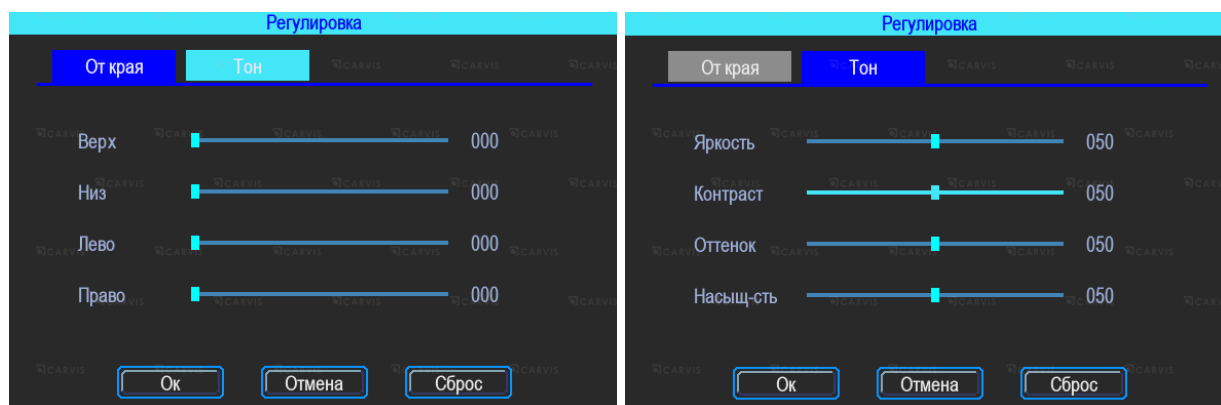 Регулировка
От края Тон
Верх 000
Низ 000
Лево 000
Право 000
Ок Отмена Сброс
Регулировка
От края Тон
Яркость 050
Контраст 050
Оттенок 050
Насыщ-сть 050
Ок Отмена Сброс
CARVIS